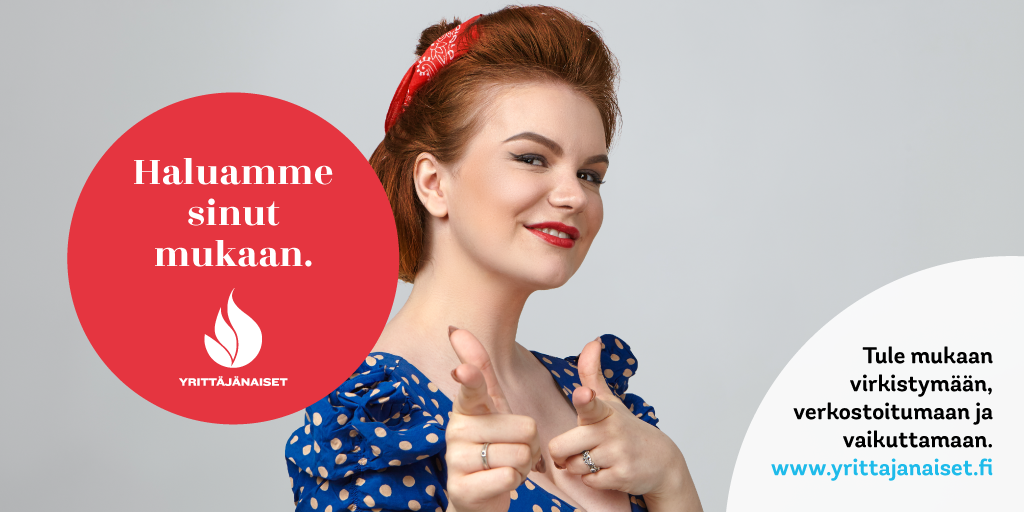 Haluamme
sinut
mukaan.
YRITTÄJÄNAISET
Tule mukaan
virkistymään,
verkostoitumaan ja
vaikuttamaan.
www.yrittajanaiset.fi